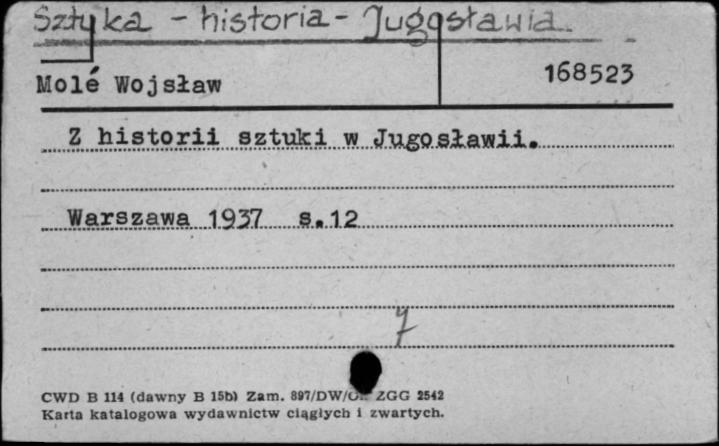 Sztuka - historia - Jugosławia.
Molé Wojsław
168523
Z historii sztuki w Jugosławii.
Warszawa 1937 s.12
7
CWD B 114 (dawny B 15b) Zam. 897/DW/ ZGG 2542
Karta katalogowa wydawnictw ciągłych i zwartych.